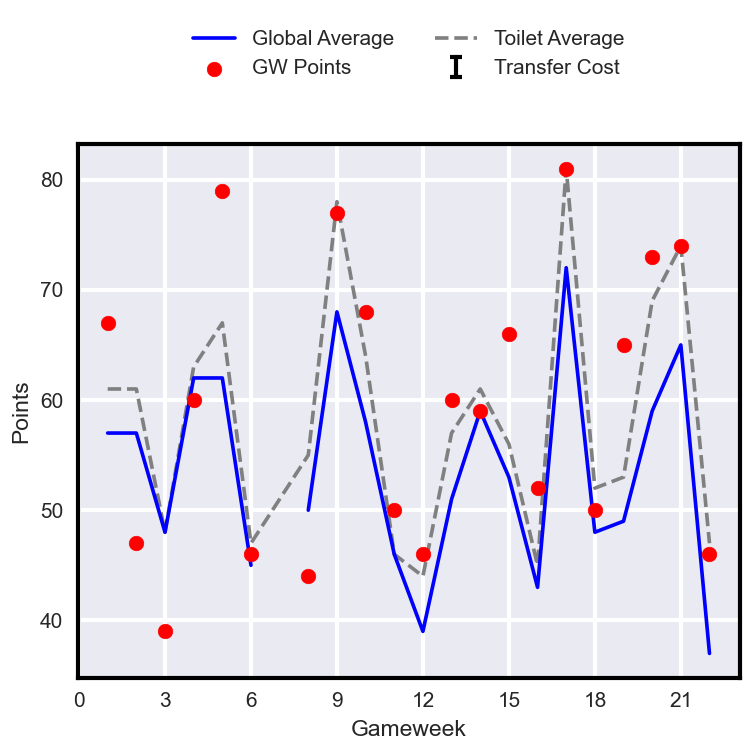 Global Average Toilet Average
GW Points Transfer Cost
80
70
60
50
40
Points
0 3 6 9 12 15 18 21
Gameweek